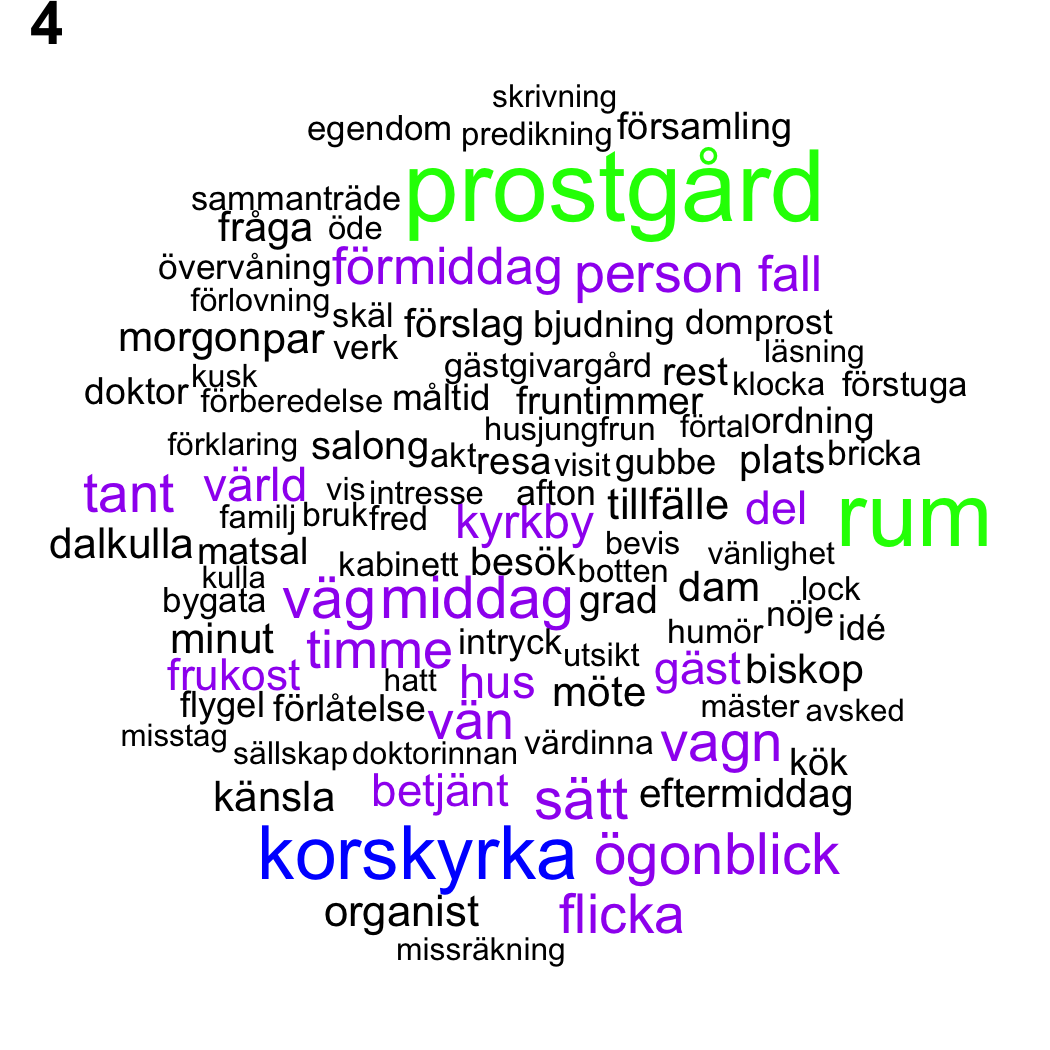 4
skrivning
egendom predikning församling
prostgård
sammanträde
fråga öde
övervåning förmiddag person fall
förlovning skäl förslag bjudning domprost
morgon par verk läsning
gästgivargård rest klocka förstuga
doktor kusk
förberedelse måltid fruntimmer
husjungfrun förtal ordning
förklaring salong akt resa visit gubbe plats bricka
tant värld vis intresse afton tillfälle del rum
familj bruk fred kyrkby
dalkulla matsal kabinett besök bevis vänlighet
kulla botten dam lock
bygata väg middag grad nöje idé
minut timme intryck utsikt humör
frukost hatt hus möte gäst biskop
flygel förlåtelse vän mäster avsked
misstag sällskap doktorinnan värdinna vagn kök
känsla betjänt sätt eftermiddag
korskyrka ögonblick
organist flicka
missräkning